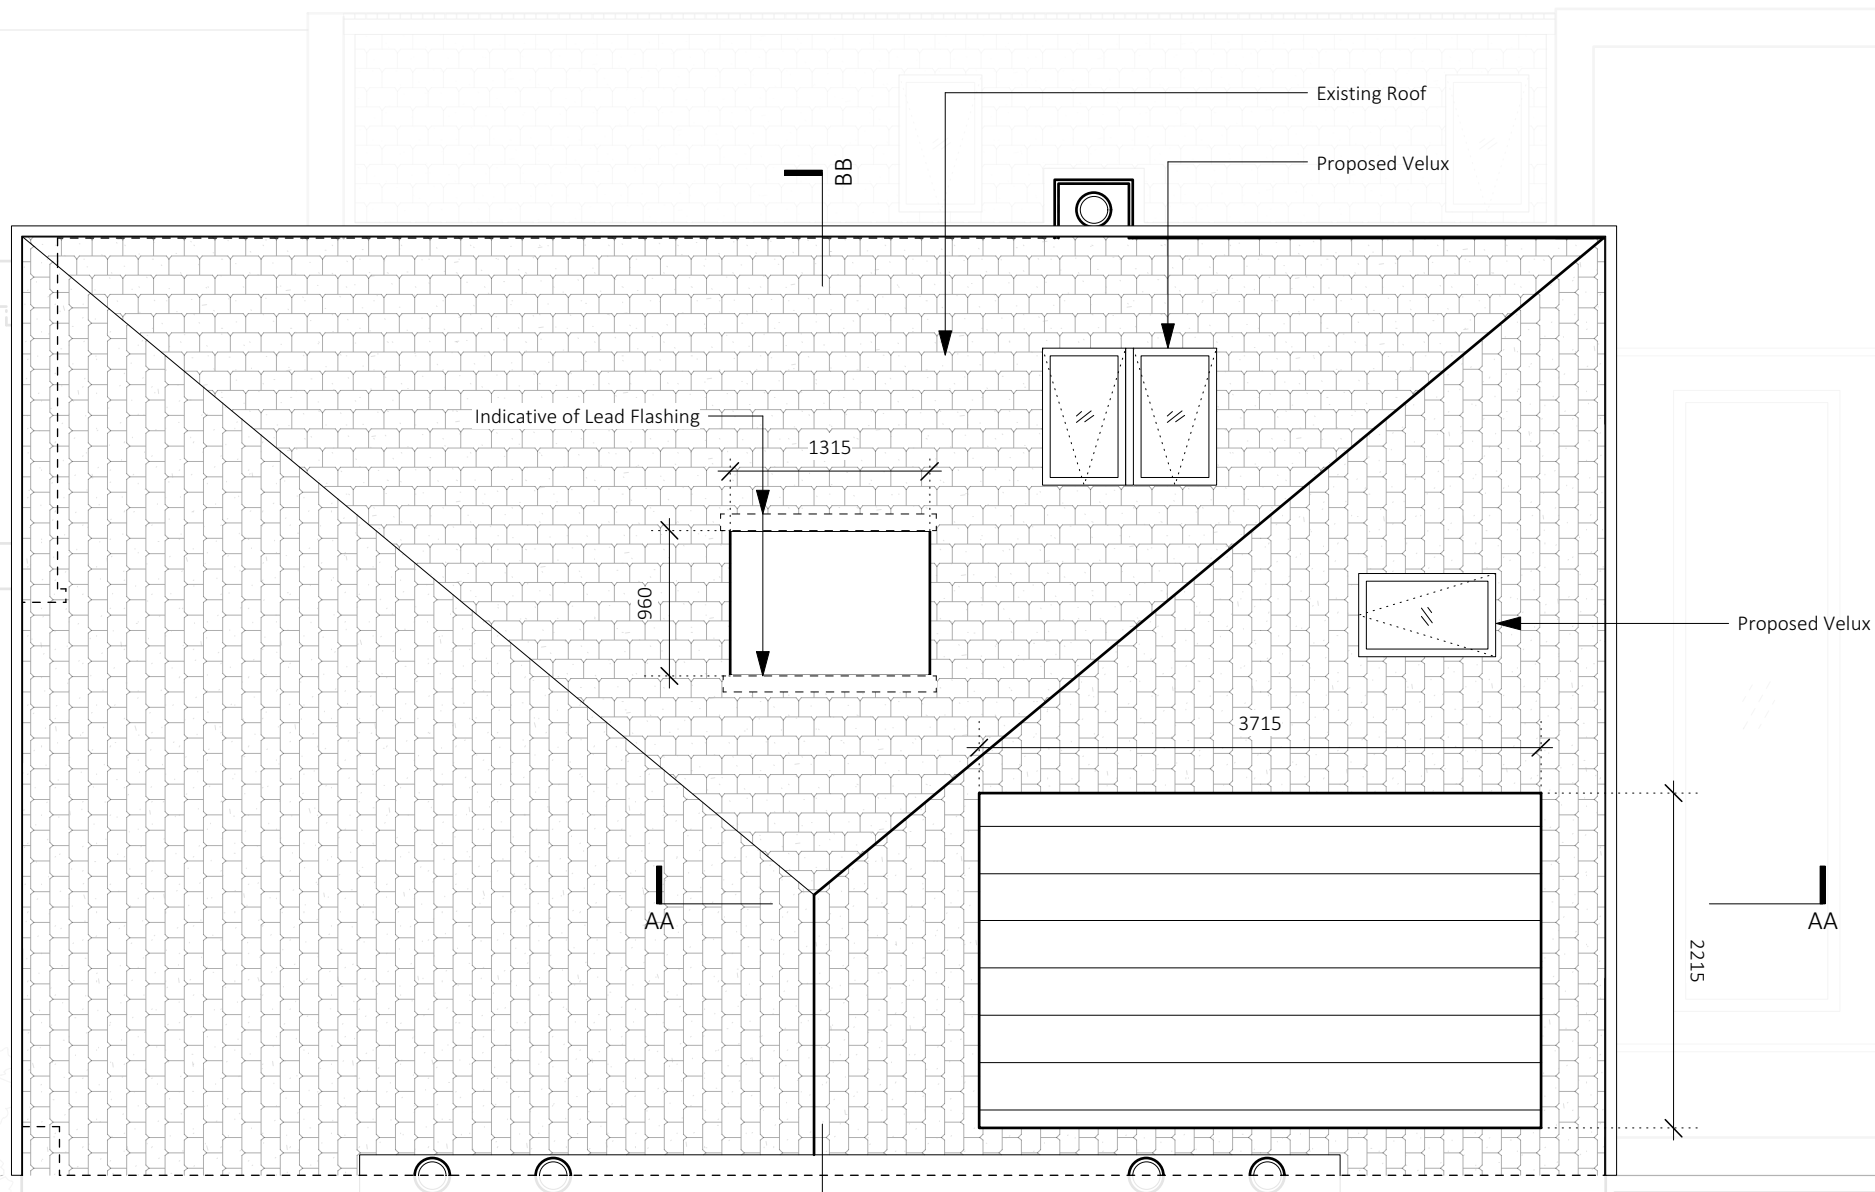 Existing Roof
BB
Proposed Velux
Indicative of Lead Flashing
1315
960
Proposed Velux
3715
AA
AA
2215